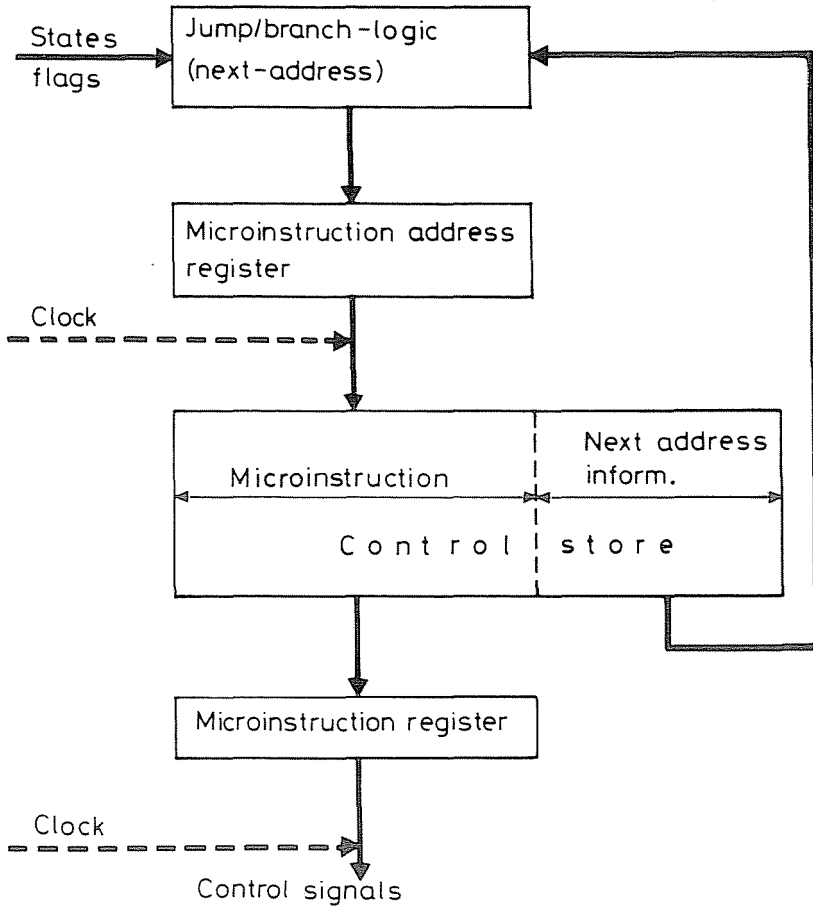 States
flags
Jump/branch-logic
(next-address)
Microinstruction address
register
Clock
Microinstruction
Next address
inform.
Control store
Microinstruction register
Clock
Control signals